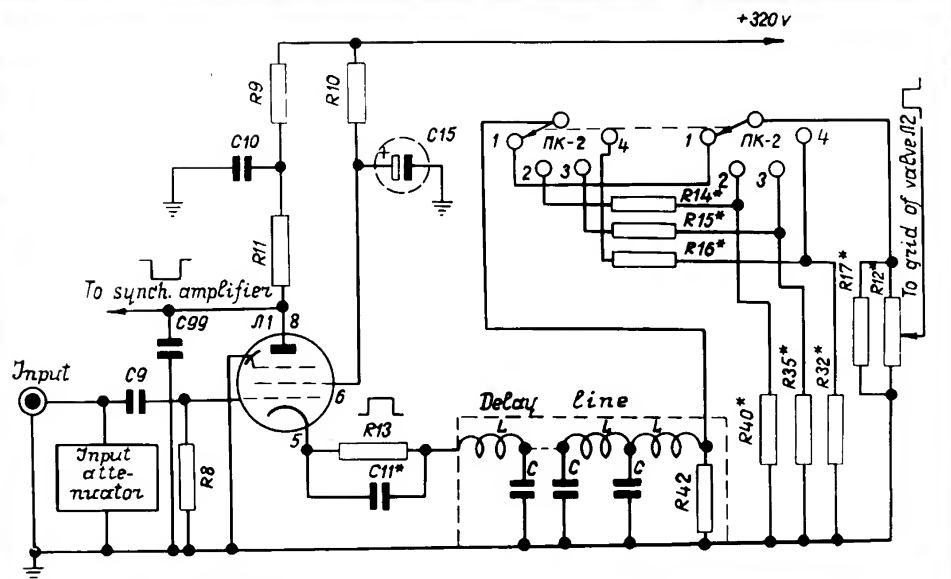 +320 v
R9
R10
C10
C15
+
R11
1
ПК-2
4
1
ПК-2
4
2
3
2
3
R14*
R15*
R16*
R17*
R12*
To grid of valve Л2
To synch. amplifier
C99
Л1
8
6
5
Input
C9
R8
Input
atte-
nuator
R13
C11*
Delay line
L
L
L
C
C
C
R42
R40*
R35*
R32*